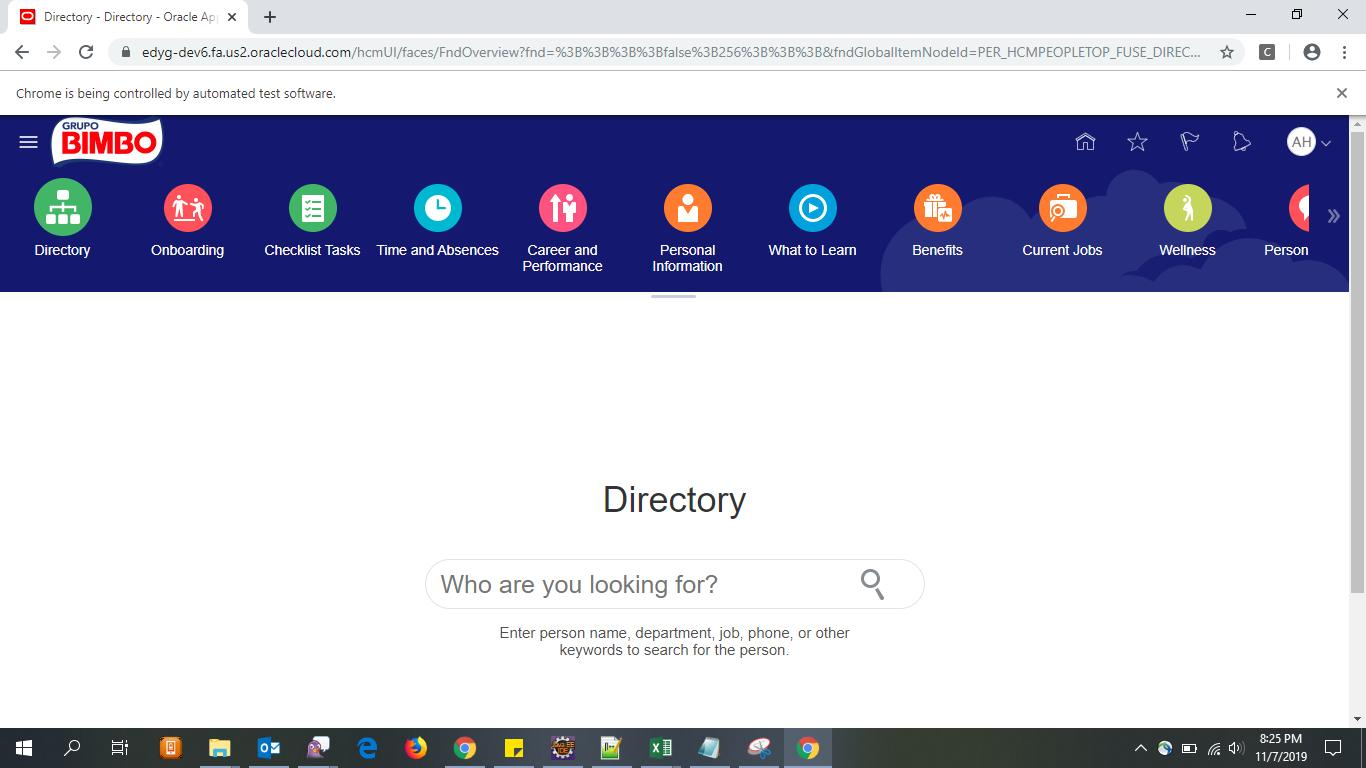 Directory - Directory - Oracle Ap
edyg-dev6.fa.us2.oraclecloud.com/hcmUI/faces/FndOverview?fnd=%3B%3B%3B%3Bfalse%3B256%3B%3B%3B&fndGlobalItemNodeId=PER_HCMPEOPLETOP_FUSE_DIREC...
C
Chrome is being controlled by automated test software.
GRUPO
BIMBO
AH
Directory
Onboarding
Checklist Tasks
Time and Absences
Career and
Performance
Personal
Information
What to Learn
Benefits
Current Jobs
Wellness
Person
Directory
Who are you looking for?
Enter person name, department, job, phone, or other
keywords to search for the person.
8:25 PM
11/7/2019